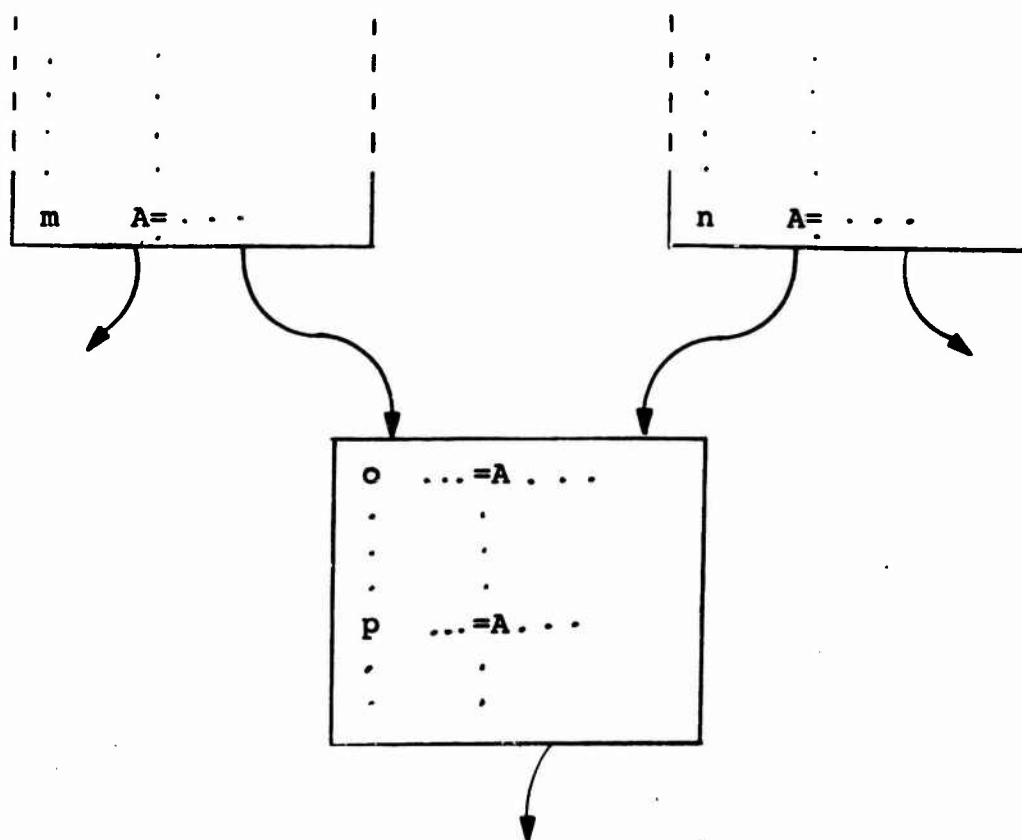 m A= . . .
n A= . . .
o ...=A . . .
p ...=A . . .